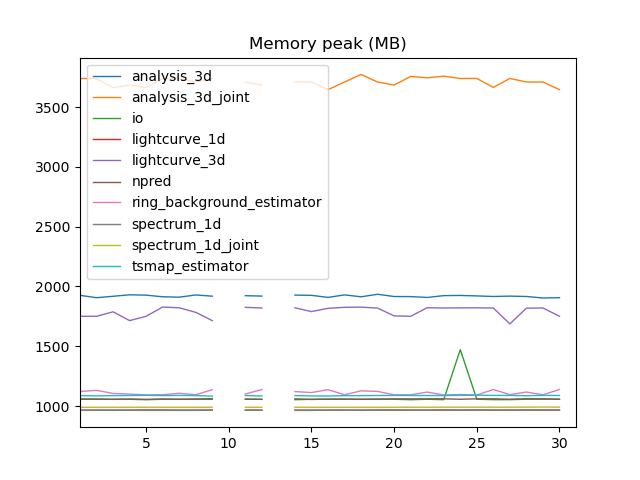 Memory peak (MB)
analysis_3d
analysis_3d_joint
io
lightcurve_1d
lightcurve_3d
npred
ring_background_estimator
spectrum_1d
spectrum_1d_joint
tsmap_estimator
3500
3000
2500
2000
1500
1000
5 10 15 20 25 30